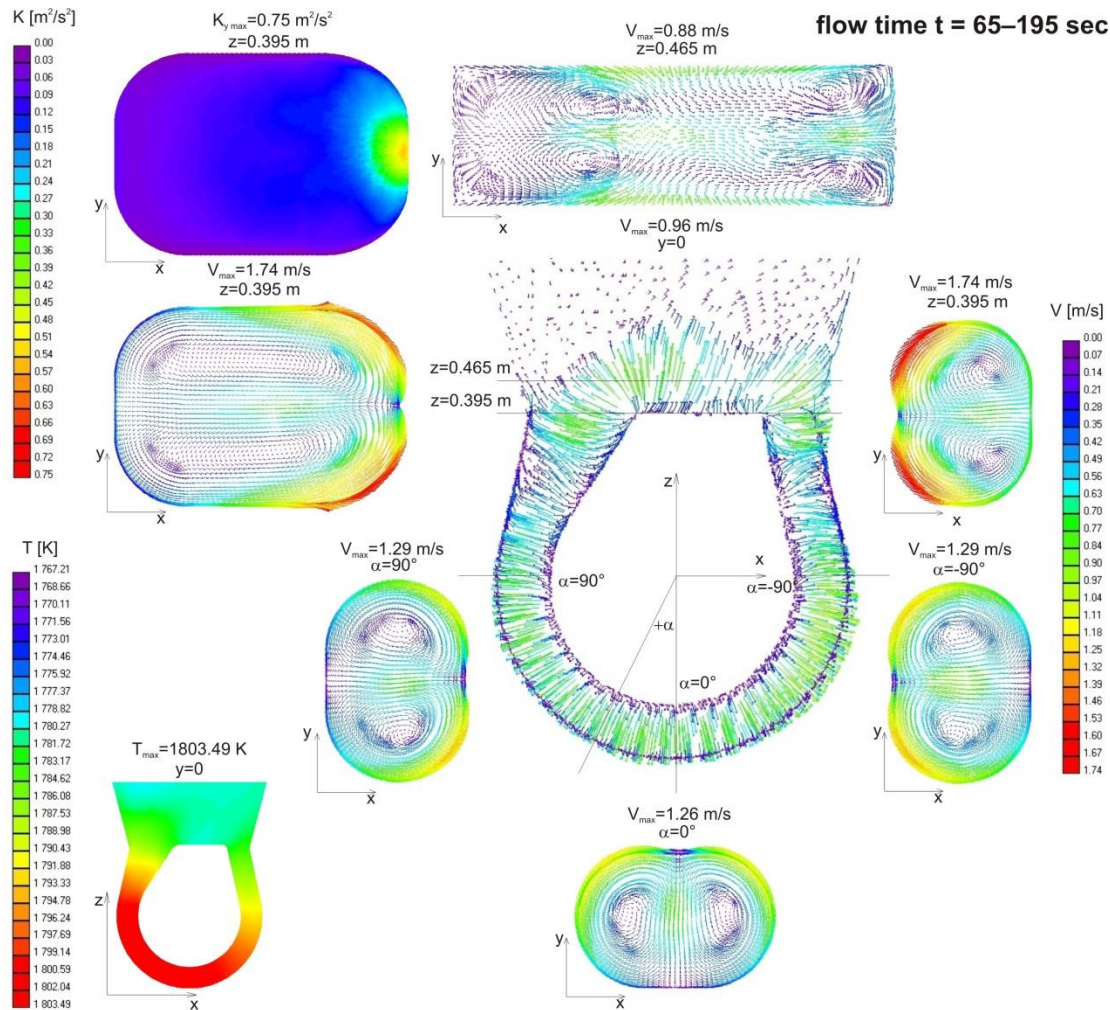 flow time t = 65–195 sec
K [m²/s²]
0.00
0.03
0.06
0.09
0.12
0.15
0.18
0.21
0.24
0.27
0.30
0.33
0.36
0.39
0.42
0.45
0.48
0.51
0.54
0.57
0.60
0.63
0.66
0.69
0.72
0.75
Ky max=0.75 m²/s²
z=0.395 m
y
x
Vmax=0.88 m/s
z=0.465 m
y
x
Vmax=1.74 m/s
z=0.395 m
y
x
Vmax=0.96 m/s
y=0
z=0.465 m
z=0.395 m
z
x
α=90°
α=-90°
+α
α=0°
Vmax=1.74 m/s
z=0.395 m
y
x
V [m/s]
0.00
0.07
0.14
0.21
0.28
0.35
0.42
0.49
0.56
0.63
0.70
0.77
0.84
0.90
0.97
1.04
1.11
1.18
1.25
1.32
1.39
1.46
1.53
1.60
1.67
1.74
T [K]
1 767.21
1 768.66
1 770.11
1 771.56
1 773.01
1 774.46
1 775.92
1 777.37
1 778.82
1 780.27
1 781.72
1 783.17
1 784.62
1 786.08
1 787.53
1 788.98
1 790.43
1 791.88
1 793.33
1 794.78
1 796.24
1 797.69
1 799.14
1 800.59
1 802.04
1 803.49
Vmax=1.29 m/s
α=90°
y
x
Vmax=1.29 m/s
α=-90°
y
x
Tmax=1803.49 K
y=0
z
x
Vmax=1.26 m/s
α=0°
y
x